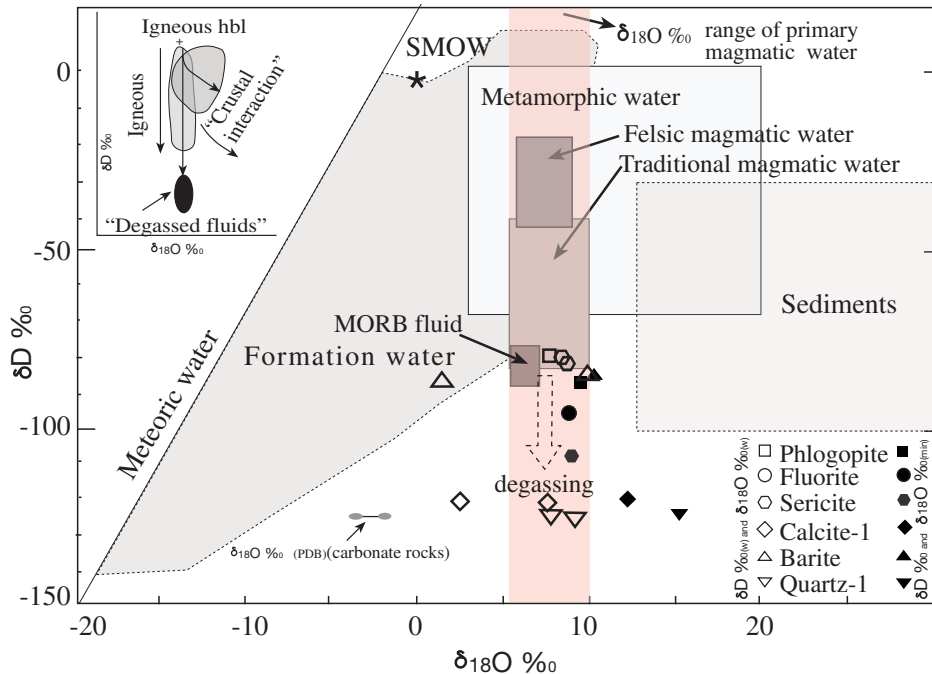 Igneous hbl
+
Igneous
"Crustal
interaction"
δD ‰
"Degassed fluids"
δ18O ‰
SMOW
δ18O ‰ range of primary
magmatic water
Metamorphic water
Felsic magmatic water
Traditional magmatic water
Sediments
MORB fluid
Formation water
Meteoric water
degassing
δ18O ‰ (PDB)(carbonate rocks)
δD ‰(w) and δ18O ‰(w)
Phlogopite
Fluorite
Sericite
Calcite-1
Barite
Quartz-1
δD ‰ and δ18O ‰(min)
0
-50
-100
-150
δD ‰
-20
-10
0
10
20
δ18O ‰